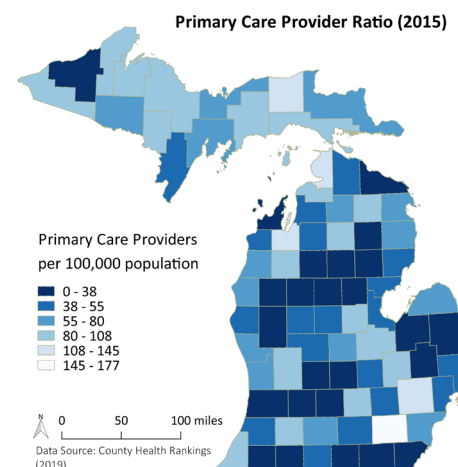 Primary Care Provider Ratio (2015)
Primary Care Providers
per 100,000 population
0 - 38
38 - 55
55 - 80
80 - 108
108 - 145
145 - 177
N
0 50 100 miles
Data Source: County Health Rankings
(2019)